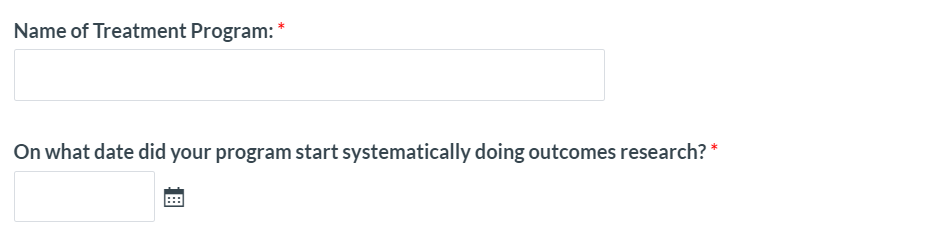 Name of Treatment Program: *
On what date did your program start systematically doing outcomes research? *